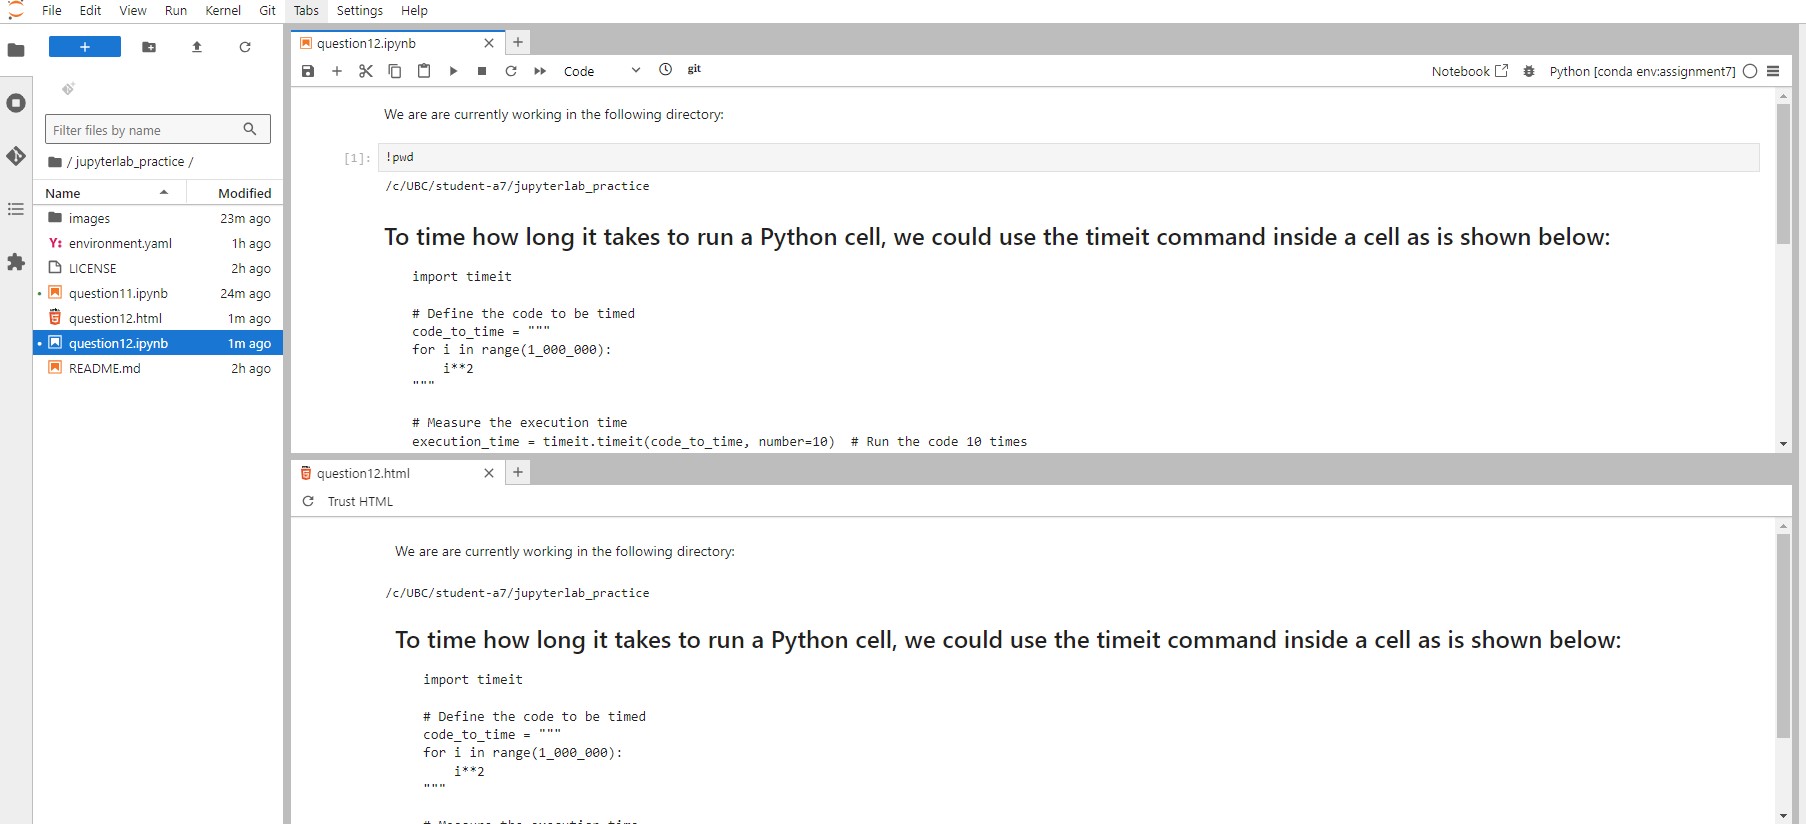 File Edit View Run Kernel Git Tabs Settings Help
Filter files by name
/ jupyterlab_practice /
Name Modified
images 23m ago
Y: environment.yaml 1h ago
LICENSE 2h ago
question11.ipynb 24m ago
question12.html 1m ago
question12.ipynb 1m ago
README.md 2h ago
question12.ipynb
Code git Notebook Python [conda env:assignment7]
We are are currently working in the following directory:
[1]: !pwd
/c/UBC/student-a7/jupyterlab_practice
To time how long it takes to run a Python cell, we could use the timeit command inside a cell as is shown below:
import timeit
# Define the code to be timed
code_to_time = """
for i in range(1_000_000):
    i**2
"""
# Measure the execution time
execution_time = timeit.timeit(code_to_time, number=10)  # Run the code 10 times
question12.html
Trust HTML
We are are currently working in the following directory:
/c/UBC/student-a7/jupyterlab_practice
To time how long it takes to run a Python cell, we could use the timeit command inside a cell as is shown below:
import timeit
# Define the code to be timed
code_to_time = """
for i in range(1_000_000):
    i**2
"""
# Measure the execution time